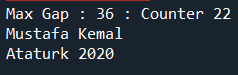 Max Gap : 36 : Counter 22
Mustafa Kemal
Ataturk 2020